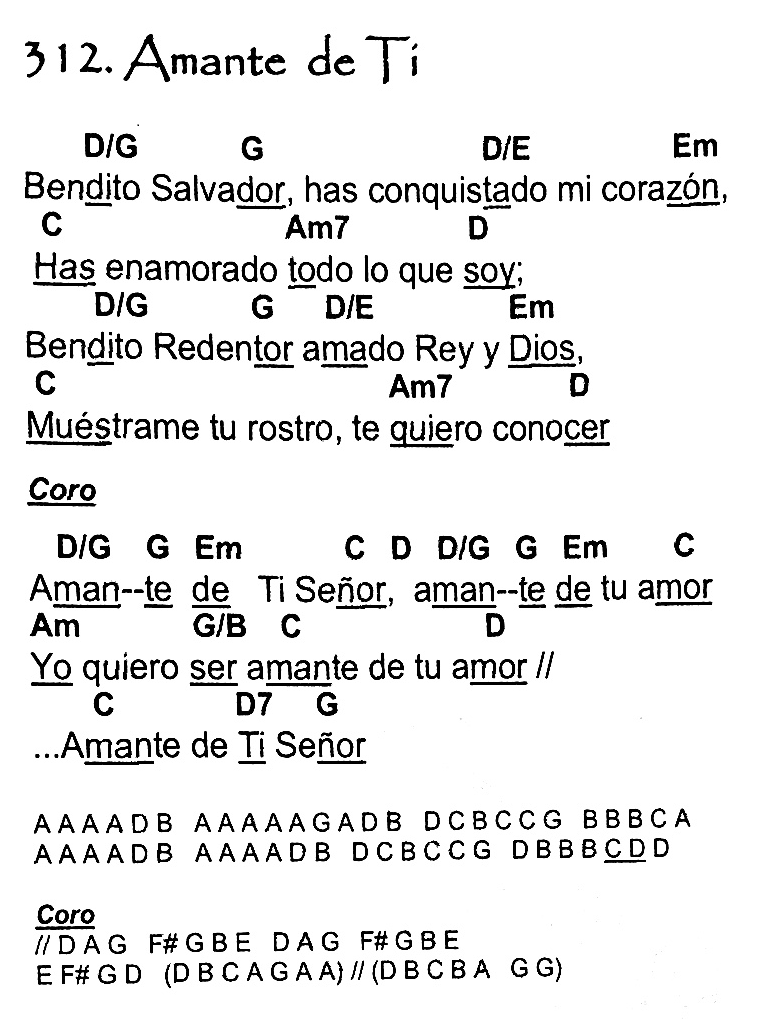 312. Amante de Ti
D/G G D/E Em
Bendito Salvador, has conquistado mi corazón,
C Am7 D
Has enamorado todo lo que soy;
D/G G D/E Em
Bendito Redentor amado Rey y Dios,
C Am7 D
Muéstrame tu rostro, te quiero conocer
Coro
D/G G Em C D D/G G Em C
Aman--te de Ti Señor, aman--te de tu amor
Am G/B C D
Yo quiero ser amante de tu amor //
C D7 G
...Amante de Ti Señor
A A A A D B A A A A A G A D B D C B C C G B B B C A
A A A A D B A A A A D B D C B C C G D B B B C D D
Coro
// D A G F# G B E D A G F# G B E
E F# G D (D B C A G A A) // (D B C B A G G)